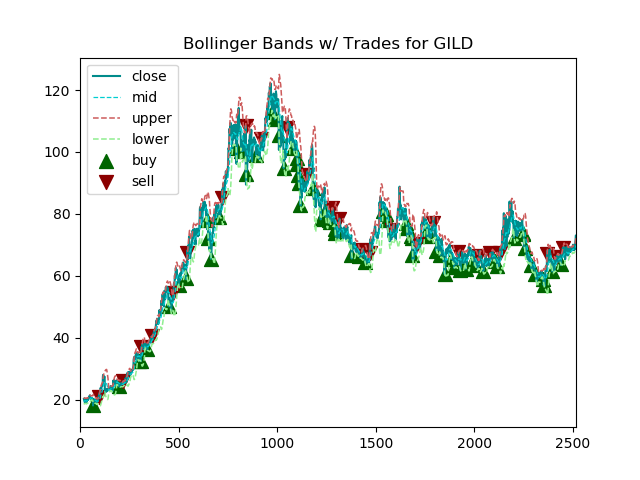 Bollinger Bands w/ Trades for GILD
close
mid
upper
lower
buy
sell
120
100
80
60
40
20
0 500 1000 1500 2000 2500